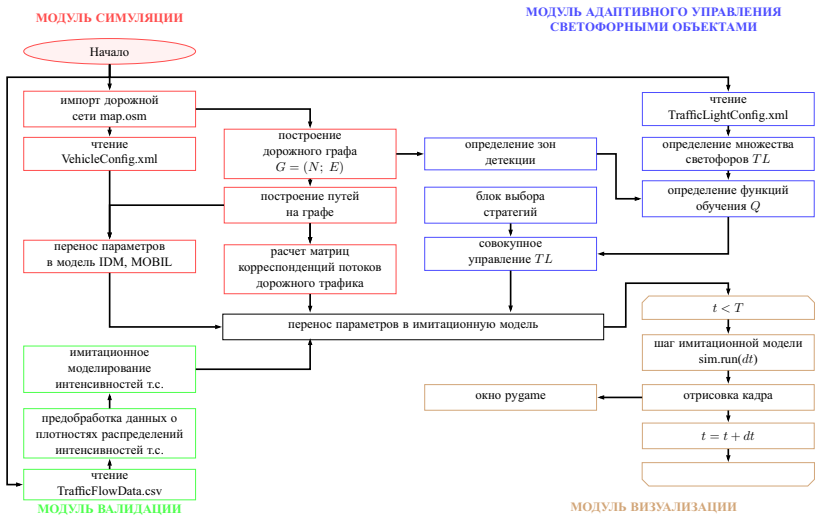 МОДУЛЬ СИМУЛЯЦИИ
Начало
импорт дорожной
сети map.osm
чтение
VehicleConfig.xml
построение
дорожного графа
G = (N; E)
построение путей
на графе
перенос параметров
в модель IDM, MOBIL
расчет матриц
корреспонденций потоков
дорожного трафика
МОДУЛЬ АДАПТИВНОГО УПРАВЛЕНИЯ
СВЕТОФОРНЫМИ ОБЪЕКТАМИ
чтение
TrafficLightConfig.xml
определение зон
детекции
определение множества
светофоров TL
блок выбора
стратегий
определение функций
обучения Q
совокупное
управление TL
перенос параметров в имитационную модель
имитационное
моделирование
интенсивностей т.с.
предобработка данных о
плотностях распределений
интенсивностей т.с.
чтение
TrafficFlowData.csv
МОДУЛЬ ВАЛИДАЦИИ
t < T
шаг имитационной модели
sim.run(dt)
окно pygame
отрисовка кадра
t = t + dt
МОДУЛЬ ВИЗУАЛИЗАЦИИ